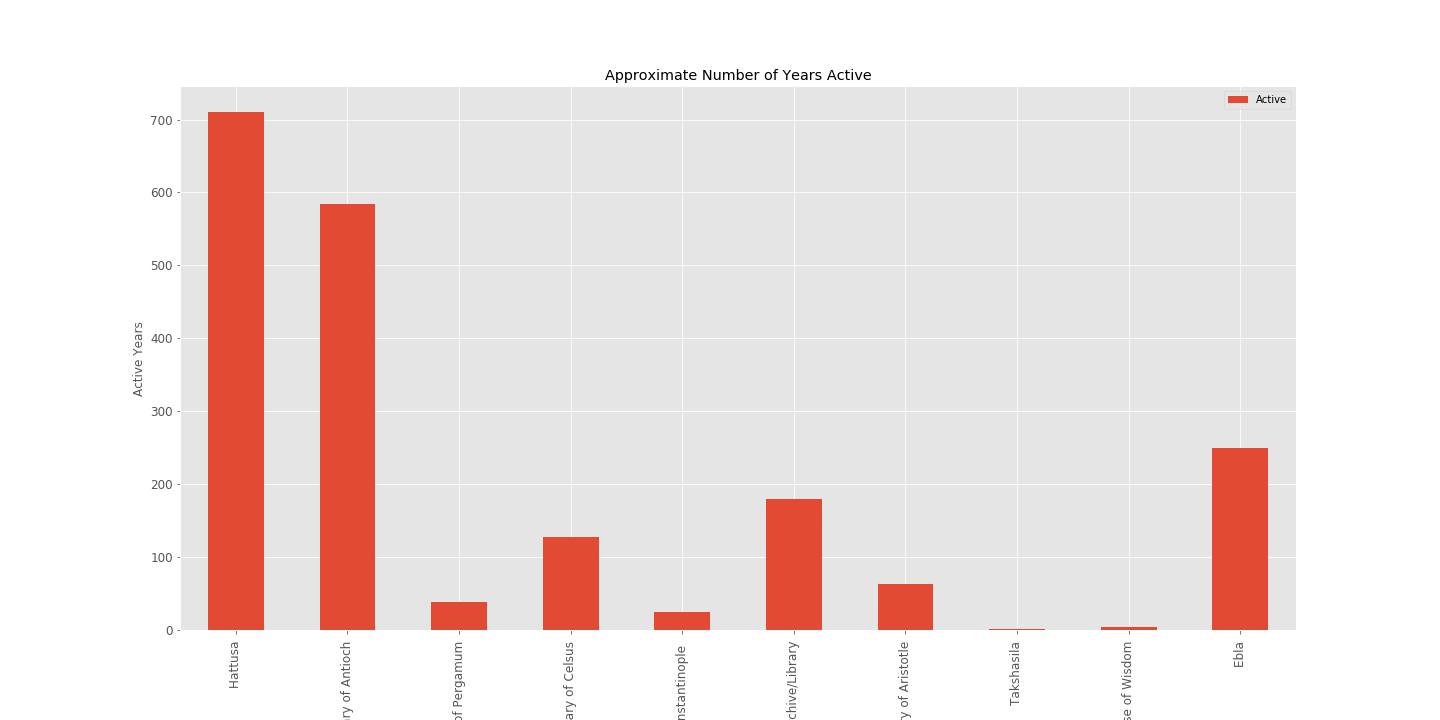 Approximate Number of Years Active
Active
700
600
500
400
300
200
100
0
Active Years
Hattusa
ry of Antioch
of Pergamum
ary of Celsus
nstantinople
chive/Library
y of Aristotle
Takshasila
se of Wisdom
Ebla